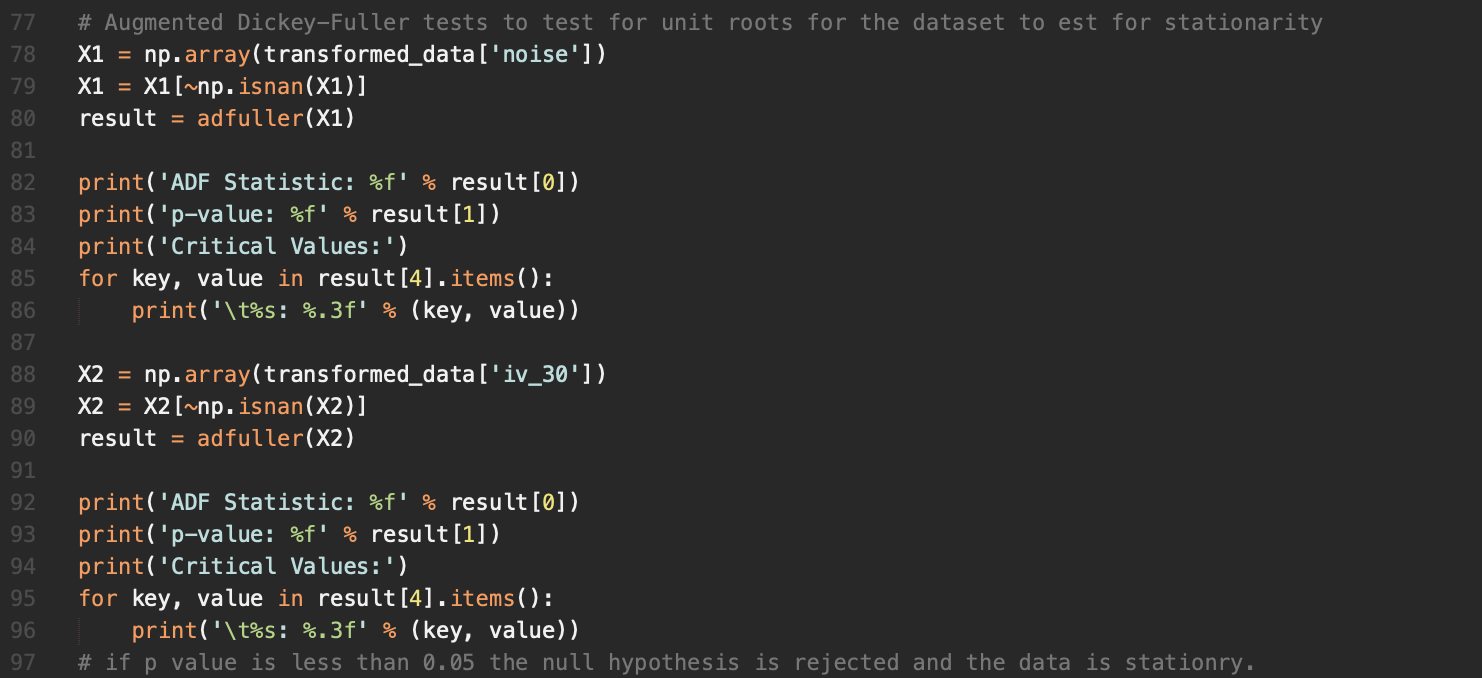 77 # Augmented Dickey-Fuller tests to test for unit roots for the dataset to est for stationarity
78 X1 = np.array(transformed_data['noise'])
79 X1 = X1[~np.isnan(X1)]
80 result = adfuller(X1)
81
82 print('ADF Statistic: %f' % result[0])
83 print('p-value: %f' % result[1])
84 print('Critical Values:')
85 for key, value in result[4].items():
86     print('\t%s: %.3f' % (key, value))
87
88 X2 = np.array(transformed_data['iv_30'])
89 X2 = X2[~np.isnan(X2)]
90 result = adfuller(X2)
91
92 print('ADF Statistic: %f' % result[0])
93 print('p-value: %f' % result[1])
94 print('Critical Values:')
95 for key, value in result[4].items():
96     print('\t%s: %.3f' % (key, value))
97 # if p value is less than 0.05 the null hypothesis is rejected and the data is stationry.